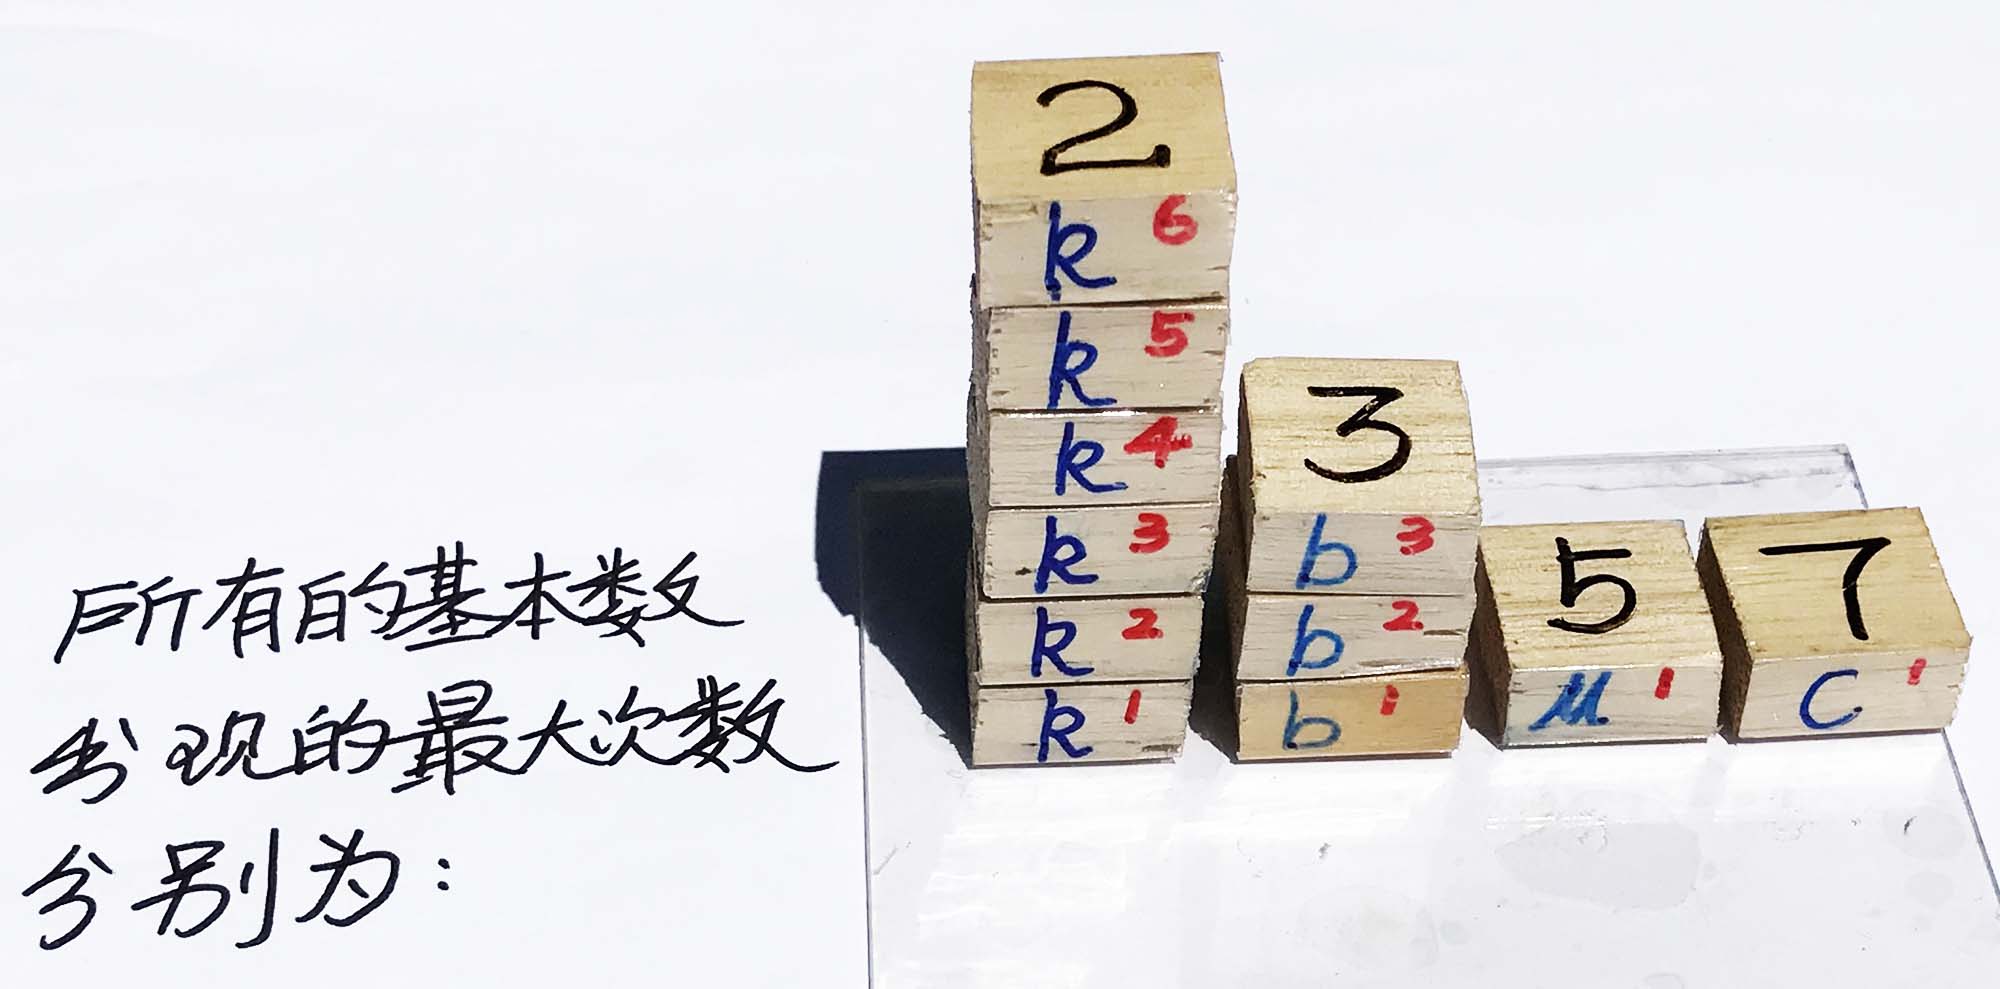 所有的基本数
出现的最大次数
分别为:
2
k 6
k 5
k 4
k 3
k 2
k 1
3
b 3
b 2
b 1
5
u 1
7
c 1